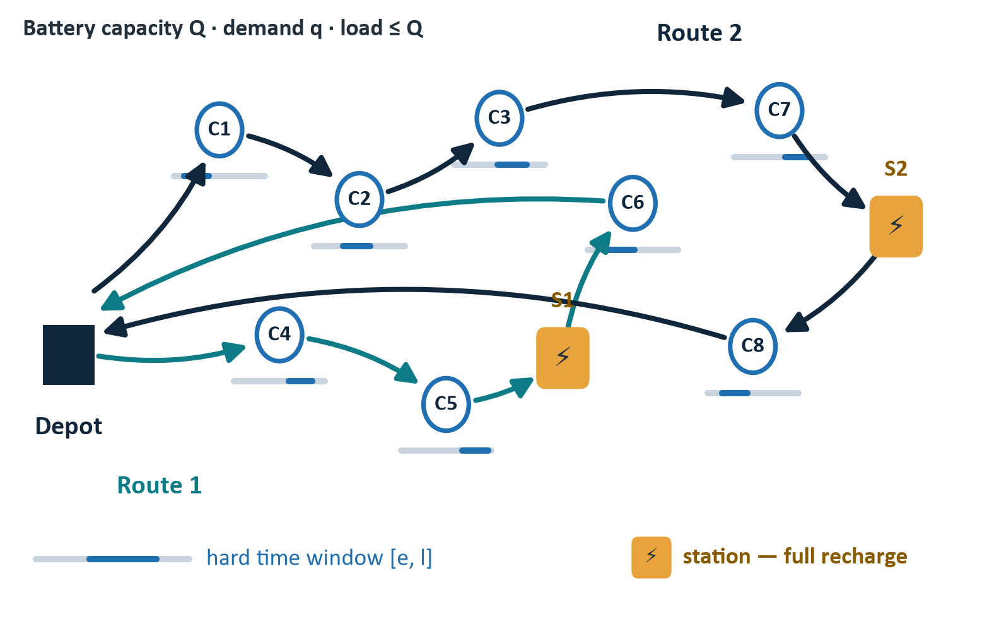 Battery capacity Q · demand q · load ≤ Q
Route 2
C1
C2
C3
C7
S2
C6
S1
C4
C5
C8
Depot
Route 1
hard time window [e, l]
station — full recharge